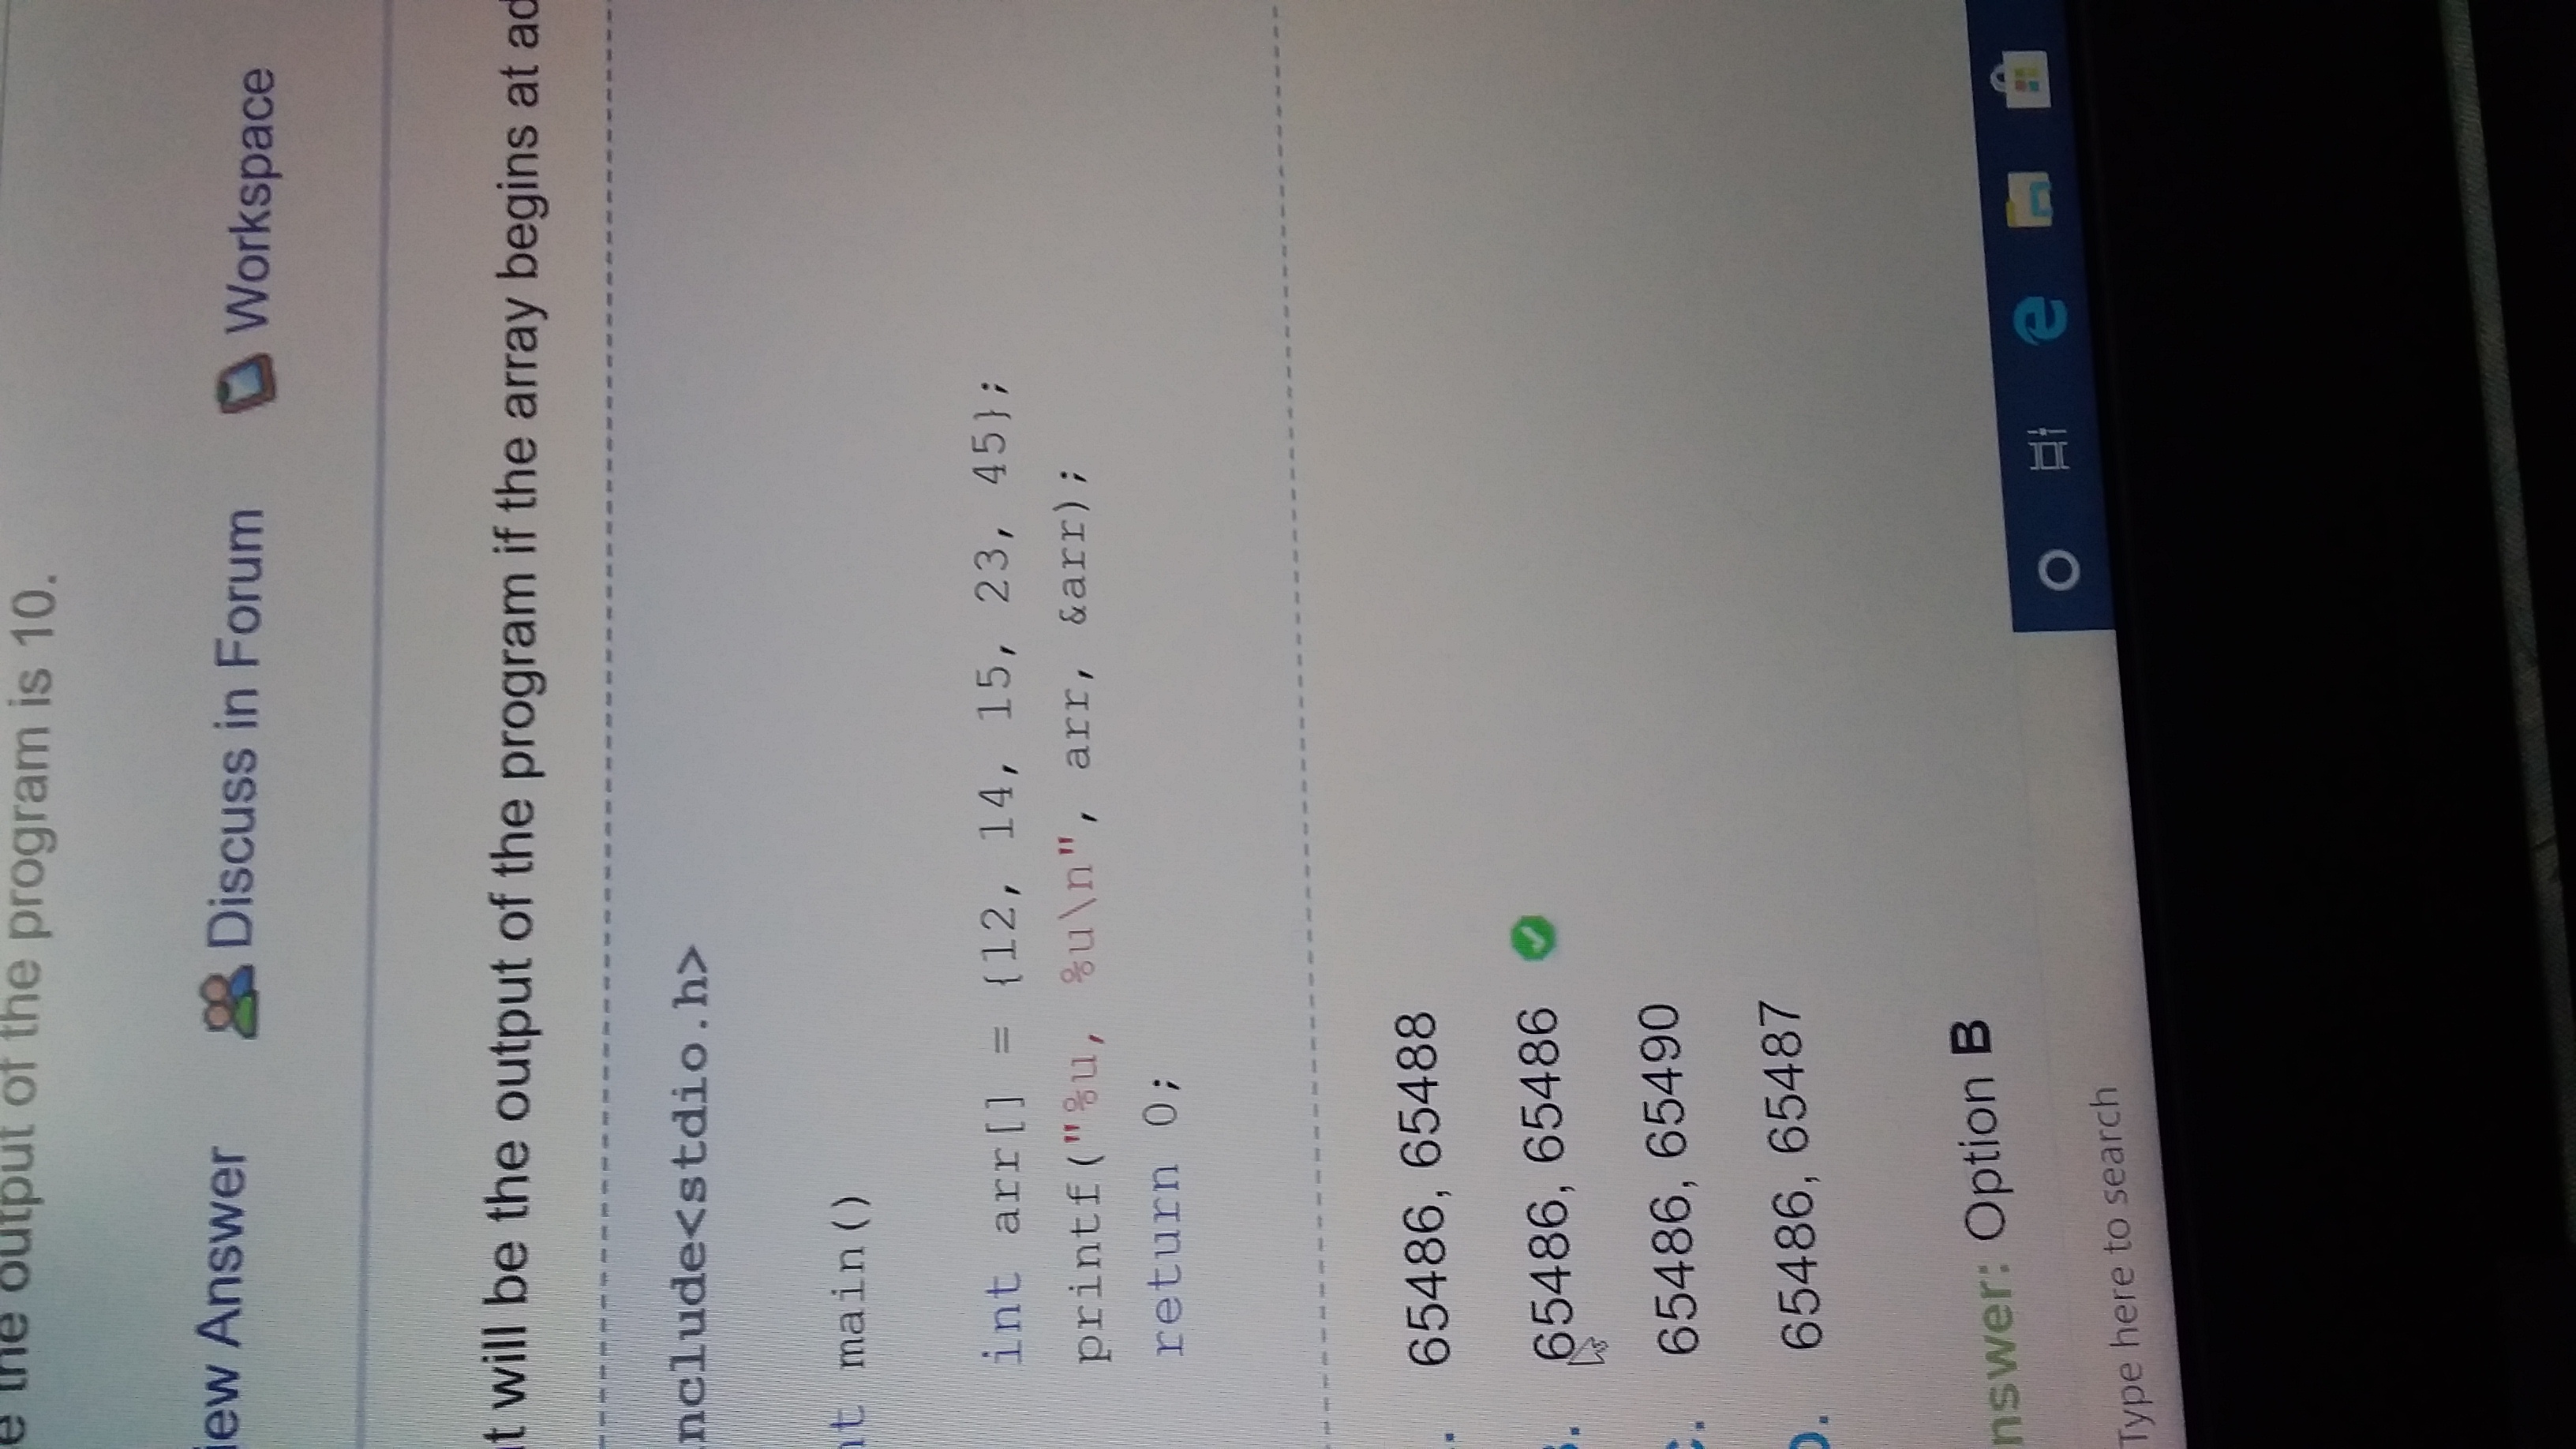 e the output of the program is 10.
iew Answer Discuss in Forum Workspace
t will be the output of the program if the array begins at ad
nclude<stdio.h>
nt main()
int arr[] = {12, 14, 15, 23, 45};
printf("%u, %u\n", arr, &arr);
return 0;
. 65486, 65488
B. 65486, 65486
C. 65486, 65490
D. 65486, 65487
nswer: Option B
Type here to search